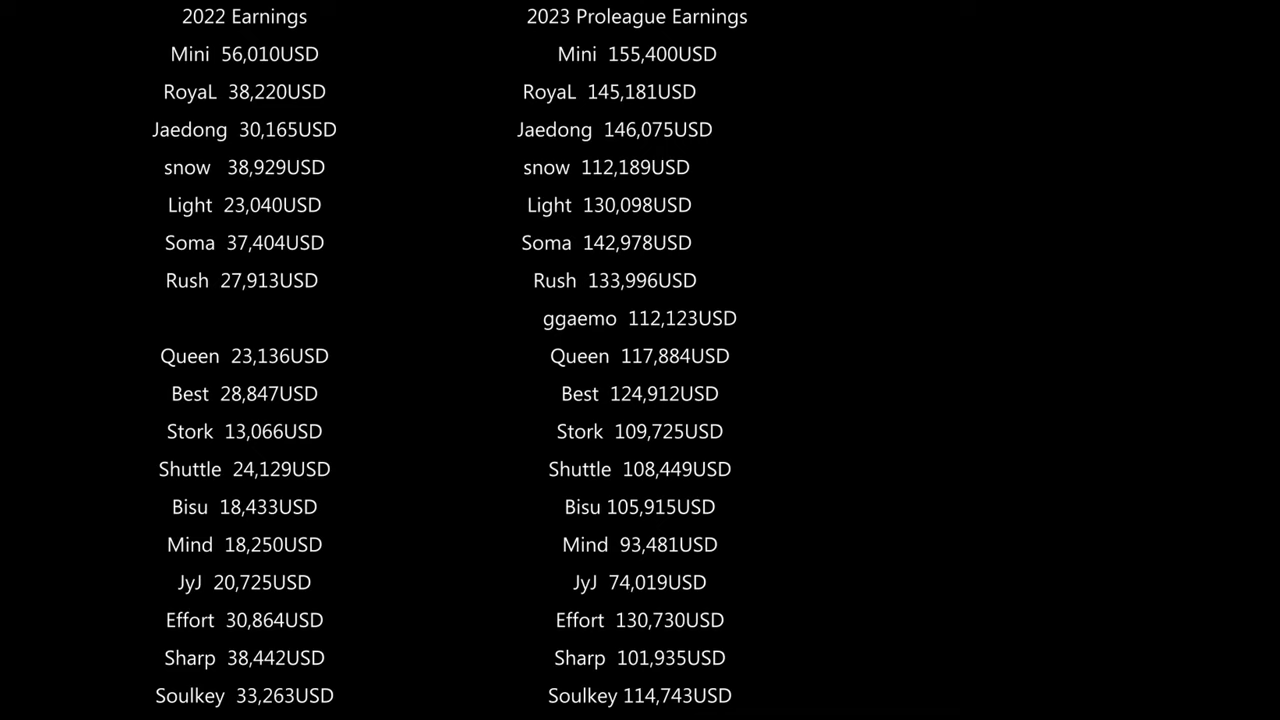 2022 Earnings 2023 Proleague Earnings
Mini 56,010USD Mini 155,400USD
RoyaL 38,220USD RoyaL 145,181USD
Jaedong 30,165USD Jaedong 146,075USD
snow 38,929USD snow 112,189USD
Light 23,040USD Light 130,098USD
Soma 37,404USD Soma 142,978USD
Rush 27,913USD Rush 133,996USD
ggaemo 112,123USD
Queen 23,136USD Queen 117,884USD
Best 28,847USD Best 124,912USD
Stork 13,066USD Stork 109,725USD
Shuttle 24,129USD Shuttle 108,449USD
Bisu 18,433USD Bisu 105,915USD
Mind 18,250USD Mind 93,481USD
JyJ 20,725USD JyJ 74,019USD
Effort 30,864USD Effort 130,730USD
Sharp 38,442USD Sharp 101,935USD
Soulkey 33,263USD Soulkey 114,743USD